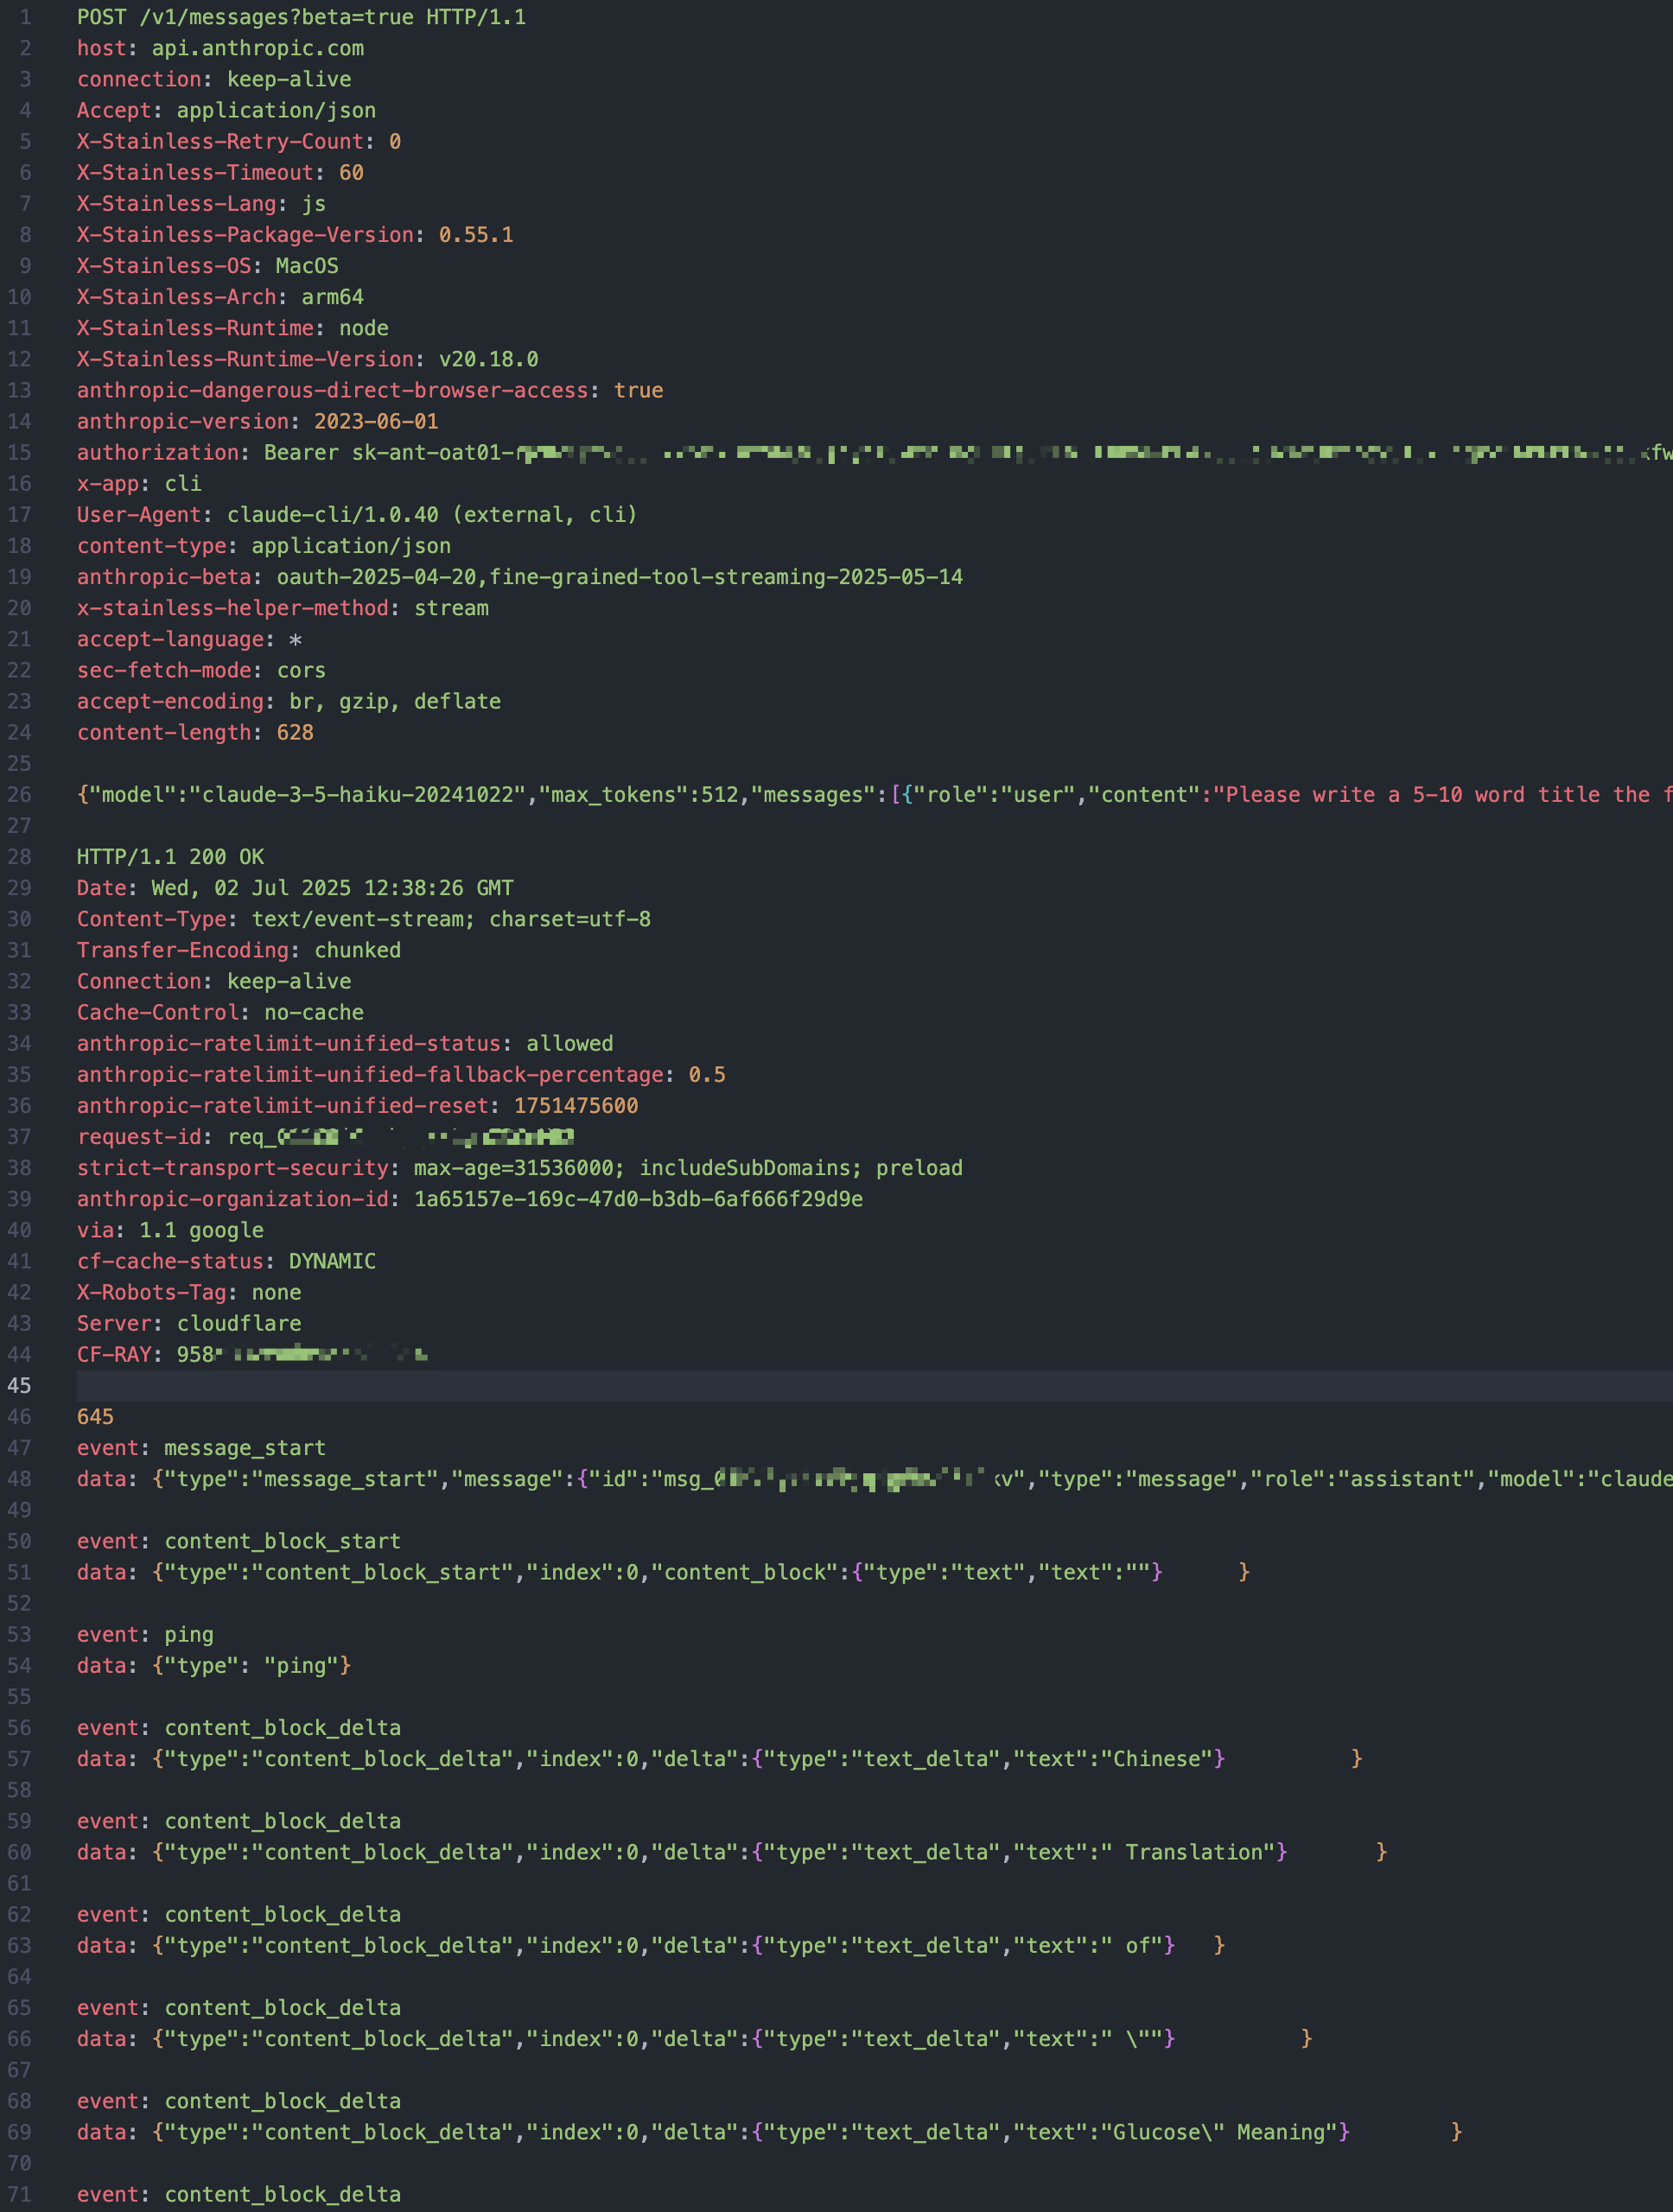 1 POST /v1/messages?beta=true HTTP/1.1
2 host: api.anthropic.com
3 connection: keep-alive
4 Accept: application/json
5 X-Stainless-Retry-Count: 0
6 X-Stainless-Timeout: 60
7 X-Stainless-Lang: js
8 X-Stainless-Package-Version: 0.55.1
9 X-Stainless-OS: MacOS
10 X-Stainless-Arch: arm64
11 X-Stainless-Runtime: node
12 X-Stainless-Runtime-Version: v20.18.0
13 anthropic-dangerous-direct-browser-access: true
14 anthropic-version: 2023-06-01
15 authorization: Bearer sk-ant-oat01-
16 x-app: cli
17 User-Agent: claude-cli/1.0.40 (external, cli)
18 content-type: application/json
19 anthropic-beta: oauth-2025-04-20,fine-grained-tool-streaming-2025-05-14
20 x-stainless-helper-method: stream
21 accept-language: *
22 sec-fetch-mode: cors
23 accept-encoding: br, gzip, deflate
24 content-length: 628
25
26 {"model":"claude-3-5-haiku-20241022","max_tokens":512,"messages":[{"role":"user","content":"Please write a 5-10 word title the f
27
28 HTTP/1.1 200 OK
29 Date: Wed, 02 Jul 2025 12:38:26 GMT
30 Content-Type: text/event-stream; charset=utf-8
31 Transfer-Encoding: chunked
32 Connection: keep-alive
33 Cache-Control: no-cache
34 anthropic-ratelimit-unified-status: allowed
35 anthropic-ratelimit-unified-fallback-percentage: 0.5
36 anthropic-ratelimit-unified-reset: 1751475600
37 request-id: req_
38 strict-transport-security: max-age=31536000; includeSubDomains; preload
39 anthropic-organization-id: 1a65157e-169c-47d0-b3db-6af666f29d9e
40 via: 1.1 google
41 cf-cache-status: DYNAMIC
42 X-Robots-Tag: none
43 Server: cloudflare
44 CF-RAY: 958
45
46 645
47 event: message_start
48 data: {"type":"message_start","message":{"id":"msg_ v","type":"message","role":"assistant","model":"claude
49
50 event: content_block_start
51 data: {"type":"content_block_start","index":0,"content_block":{"type":"text","text":""} }
52
53 event: ping
54 data: {"type": "ping"}
55
56 event: content_block_delta
57 data: {"type":"content_block_delta","index":0,"delta":{"type":"text_delta","text":"Chinese"} }
58
59 event: content_block_delta
60 data: {"type":"content_block_delta","index":0,"delta":{"type":"text_delta","text":" Translation"} }
61
62 event: content_block_delta
63 data: {"type":"content_block_delta","index":0,"delta":{"type":"text_delta","text":" of"} }
64
65 event: content_block_delta
66 data: {"type":"content_block_delta","index":0,"delta":{"type":"text_delta","text":" \""} }
67
68 event: content_block_delta
69 data: {"type":"content_block_delta","index":0,"delta":{"type":"text_delta","text":"Glucose\" Meaning"} }
70
71 event: content_block_delta